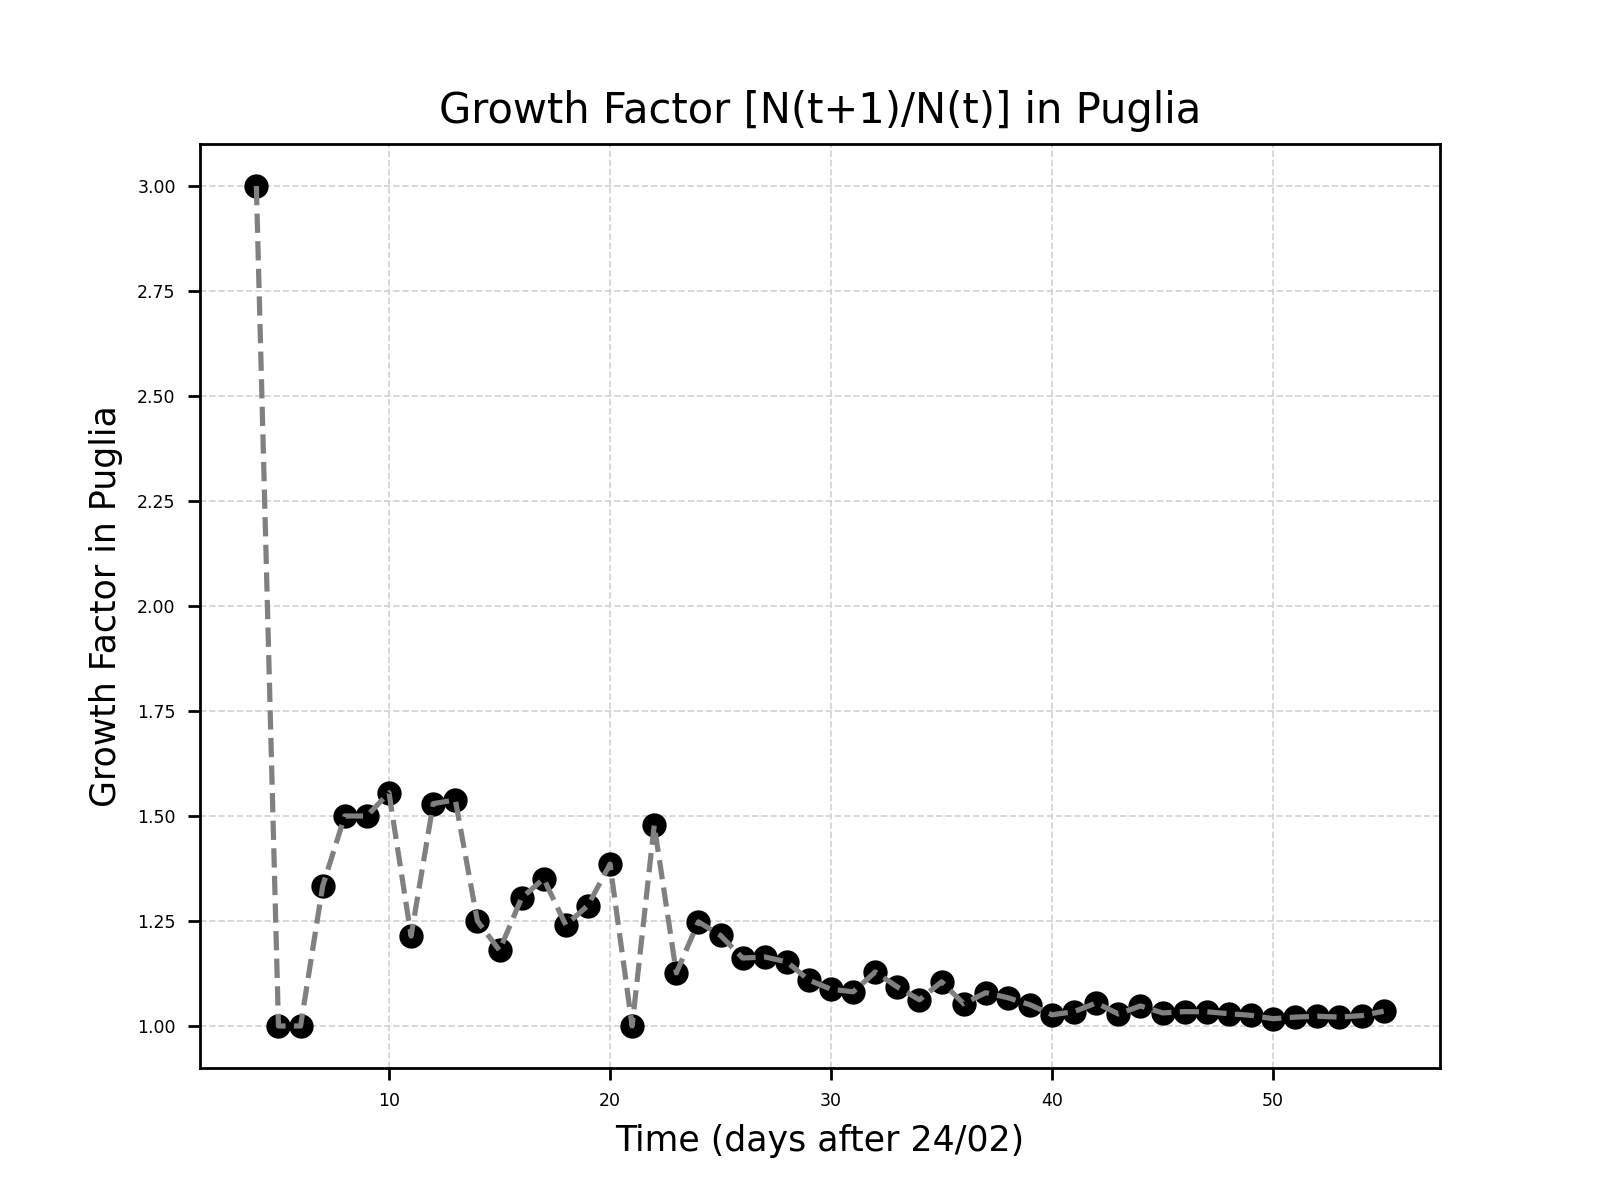 Growth Factor [N(t+1)/N(t)] in Puglia
3.00
2.75
2.50
2.25
2.00
1.75
1.50
1.25
1.00
Growth Factor in Puglia
10 20 30 40 50
Time (days after 24/02)